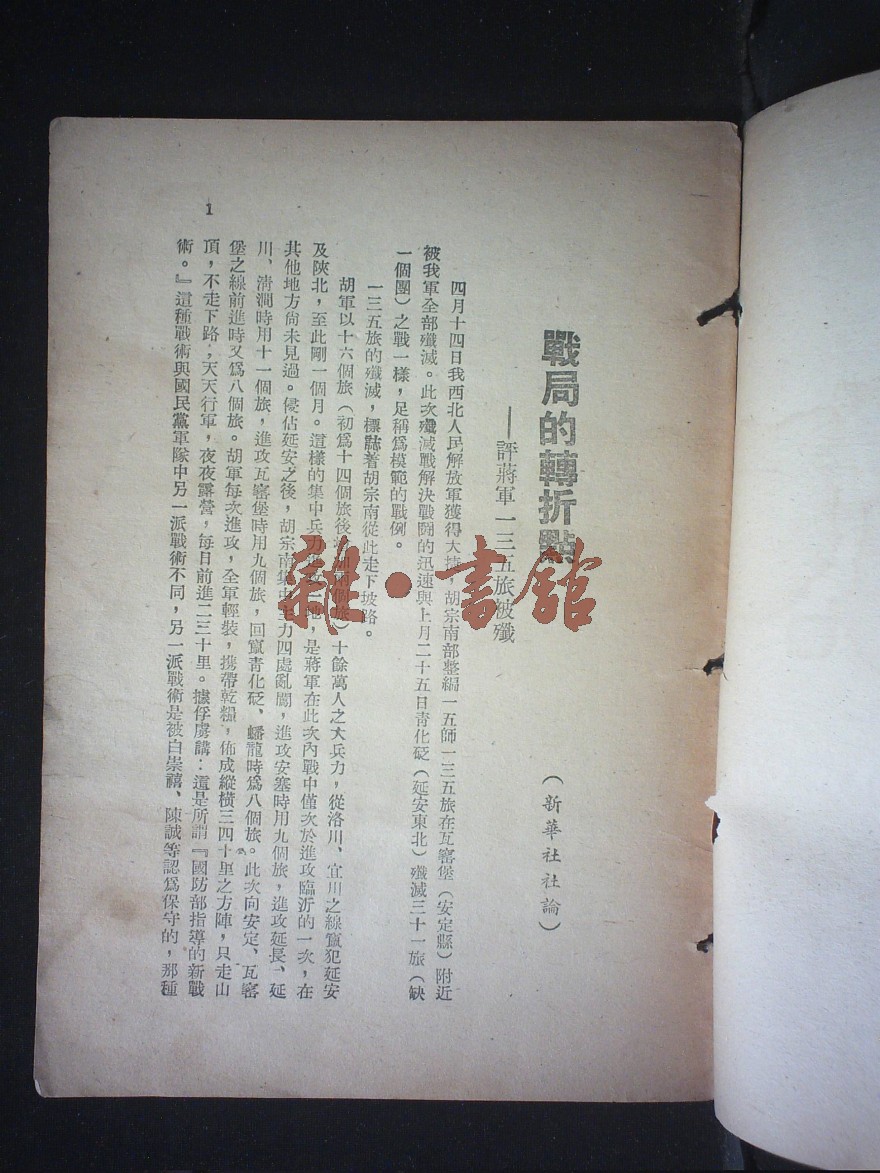 戰局的轉折點
——評蔣軍一三五旅被殲
(新華社社論)
四月十四日我西北人民解放軍獲得大捷，胡宗南部整編一五師一三五旅在瓦窰堡(安定縣)附近
被我軍全部殲滅。此次殲滅戰解決戰鬪的迅速與上月二十五日靑化砭(延安東北)殲滅三十一旅(缺
一個團)之戰一樣，足稱爲模範的戰例。
一三五旅的殲滅，標誌着胡宗南從此走下坡路。
胡軍以十六個旅(初爲十四個旅後 加兩個旅)十餘萬人之大兵力，從洛川、宜川之線竄犯延安
及陝北，至此剛一個月。這樣的集中兵力 一地，是蔣軍在此次內戰中僅次於進攻臨沂的一次，在
其他地方尙未見過。侵佔延安之後，胡宗南集中主力四處亂闖，進攻安塞時用九個旅，進攻延長、延
川、淸澗時用十一個旅，進攻瓦窰堡時用九個旅，回竄靑化砭、蟠龍時爲八個旅。此次向安定、瓦窰
堡之線前進時又爲八個旅。胡軍每次進攻，全軍輕裝，携帶乾糧，佈成縱橫三四十里之方陣，只走山
頂，不走下路，天天行軍，夜夜露營，每日前進二三十里。據俘虜講：這是所謂『國防部指導的新戰
術。』這種戰術與國民黨軍隊中另一派戰術不同，另一派戰術是被白崇禧、陳誠等認爲保守的，那種
1
雜·書館